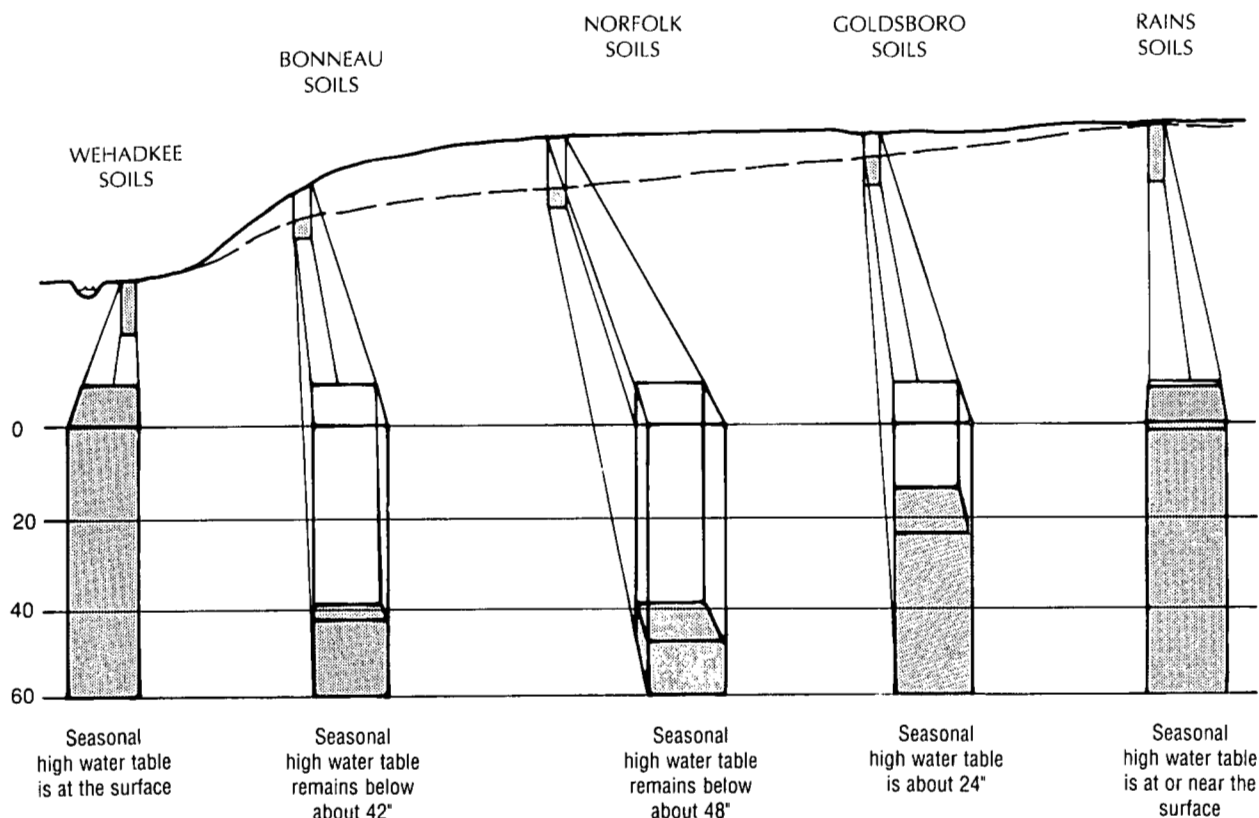 WEHADKEE
SOILS
BONNEAU
SOILS
NORFOLK
SOILS
GOLDSBORO
SOILS
RAINS
SOILS
0
20
40
60
Seasonal
high water table
is at the surface
Seasonal
high water table
remains below
about 42"
Seasonal
high water table
remains below
about 48"
Seasonal
high water table
is about 24"
Seasonal
high water table
is at or near the
surface